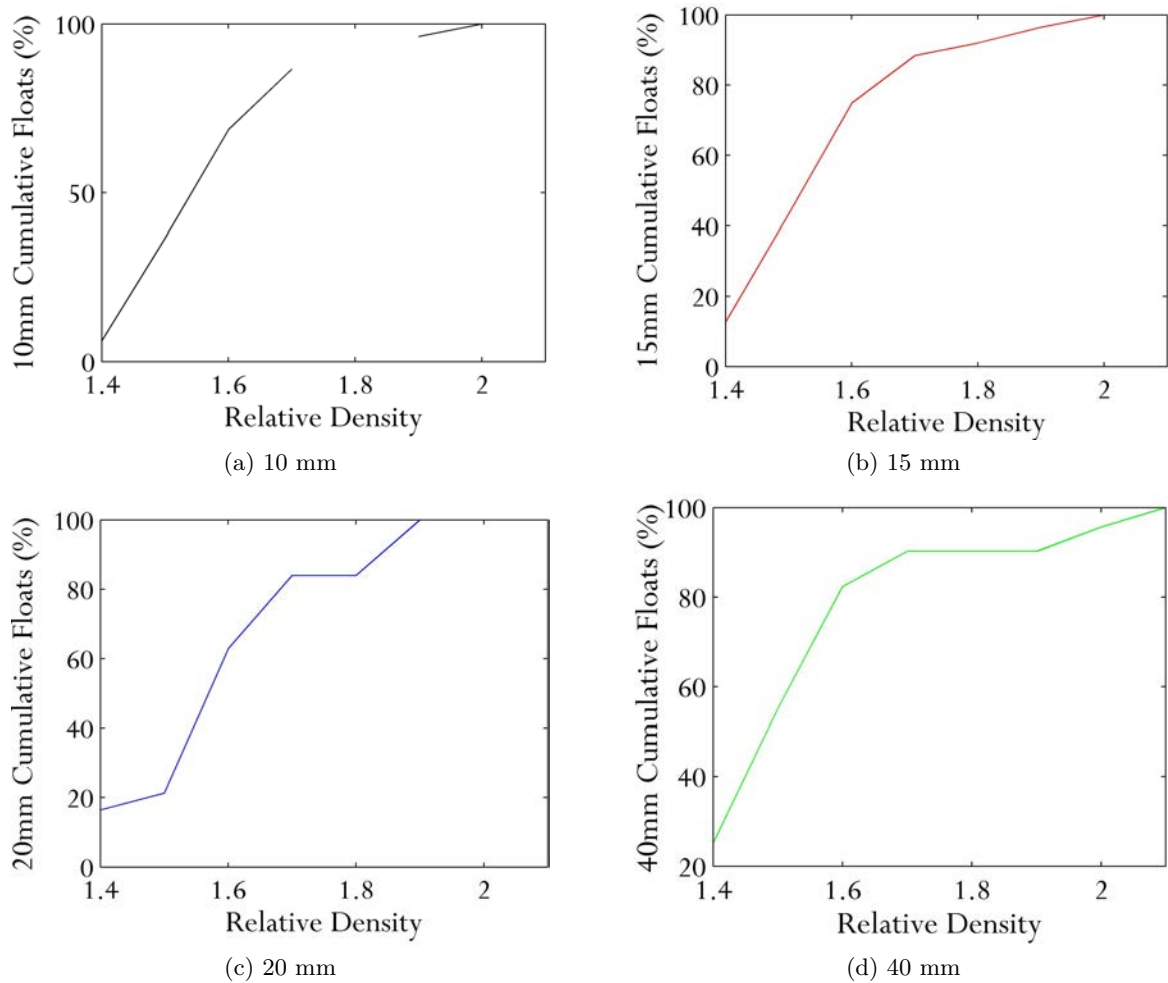 10mm Cumulative Floats (%)
100
50
0
1.4 1.6 1.8 2
Relative Density
(a) 10 mm
15mm Cumulative Floats (%)
100
80
60
40
20
0
1.4 1.6 1.8 2
Relative Density
(b) 15 mm
20mm Cumulative Floats (%)
100
80
60
40
20
0
1.4 1.6 1.8 2
Relative Density
(c) 20 mm
40mm Cumulative Floats (%)
100
80
60
40
20
1.4 1.6 1.8 2
Relative Density
(d) 40 mm